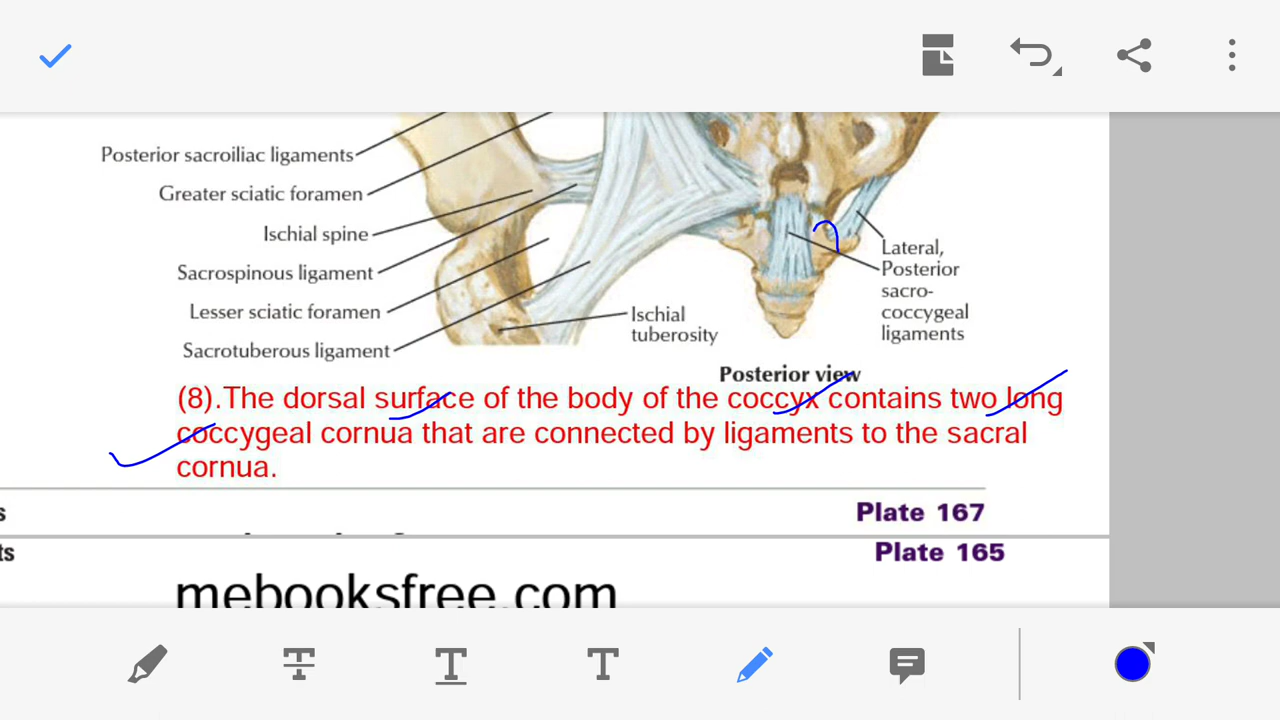 Posterior sacroiliac ligaments
Greater sciatic foramen
Ischial spine
Sacrospinous ligament
Lesser sciatic foramen
Sacrotuberous ligament
Ischial
tuberosity
Lateral,
Posterior
sacro-
coccygeal
ligaments
Posterior view
(8).The dorsal surface of the body of the coccyx contains two long
coccygeal cornua that are connected by ligaments to the sacral
cornua.
s
Plate 167
ts
Plate 165
mebooksfree.com